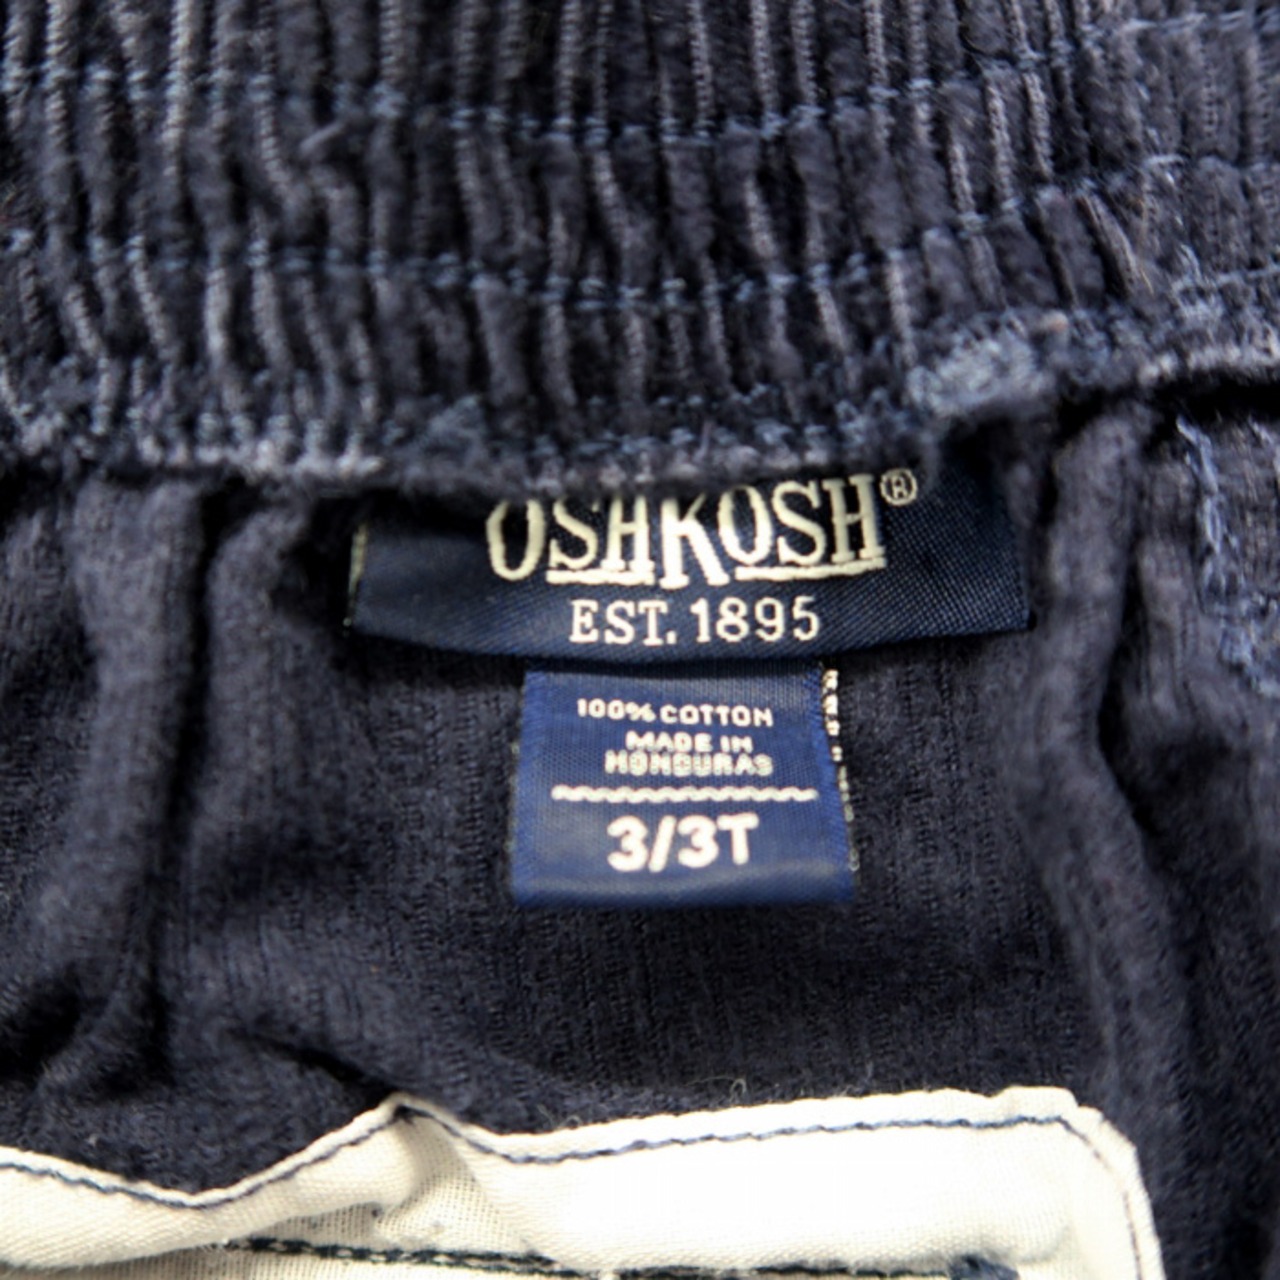 OSHKOSH®
EST. 1895
100% COTTON
MADE IN
HONDURAS
3/3T